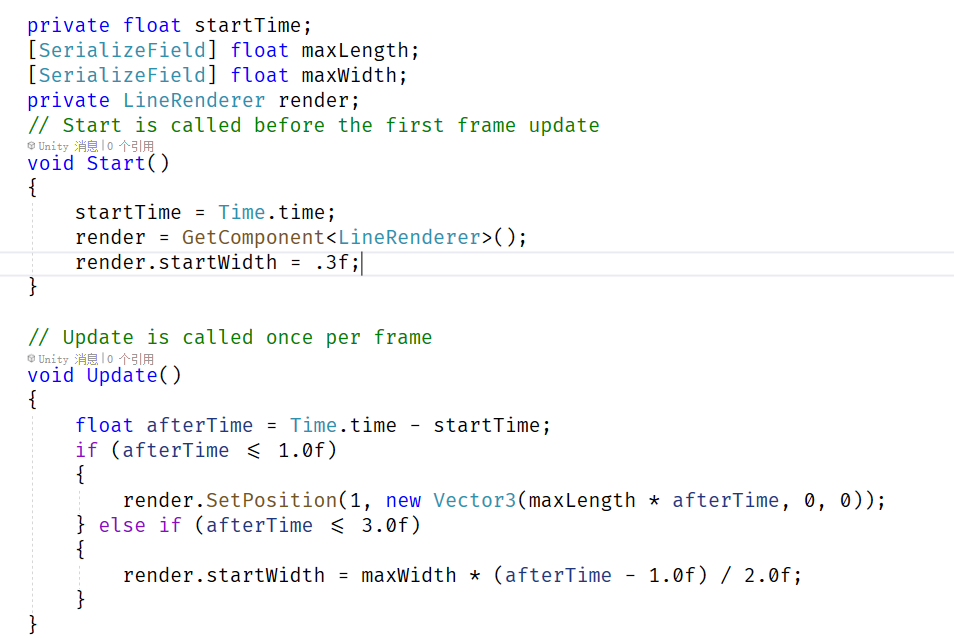 private float startTime;
[SerializeField] float maxLength;
[SerializeField] float maxWidth;
private LineRenderer render;
// Start is called before the first frame update
Unity 消息|0 个引用
void Start()
{
    startTime = Time.time;
    render = GetComponent<LineRenderer>();
    render.startWidth = .3f;
}

// Update is called once per frame
Unity 消息|0 个引用
void Update()
{
    float afterTime = Time.time - startTime;
    if (afterTime <= 1.0f)
    {
        render.SetPosition(1, new Vector3(maxLength * afterTime, 0, 0));
    } else if (afterTime <= 3.0f)
    {
        render.startWidth = maxWidth * (afterTime - 1.0f) / 2.0f;
    }
}